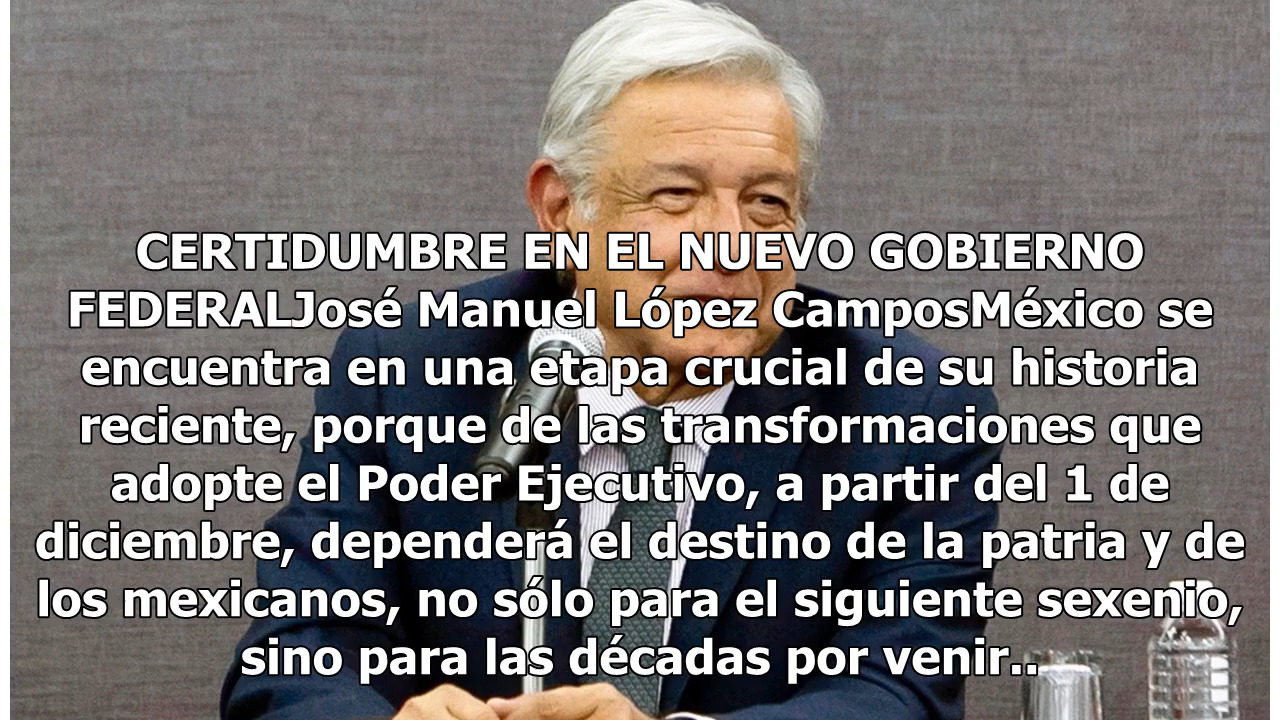 CERTIDUMBRE EN EL NUEVO GOBIERNO
FEDERALJosé Manuel López CamposMéxico se
encuentra en una etapa crucial de su historia
reciente, porque de las transformaciones que
adopte el Poder Ejecutivo, a partir del 1 de
diciembre, dependerá el destino de la patria y de
los mexicanos, no sólo para el siguiente sexenio,
sino para las décadas por venir..